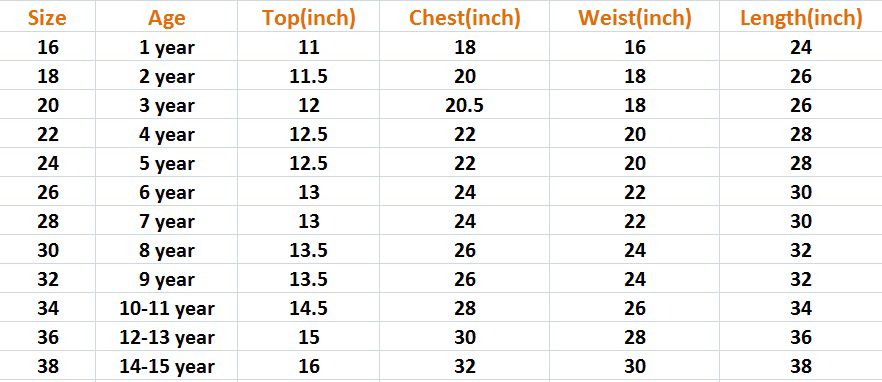 Size Age Top(inch) Chest(inch) Weist(inch) Length(inch)
16 1 year 11 18 16 24
18 2 year 11.5 20 18 26
20 3 year 12 20.5 18 26
22 4 year 12.5 22 20 28
24 5 year 12.5 22 20 28
26 6 year 13 24 22 30
28 7 year 13 24 22 30
30 8 year 13.5 26 24 32
32 9 year 13.5 26 24 32
34 10-11 year 14.5 28 26 34
36 12-13 year 15 30 28 36
38 14-15 year 16 32 30 38